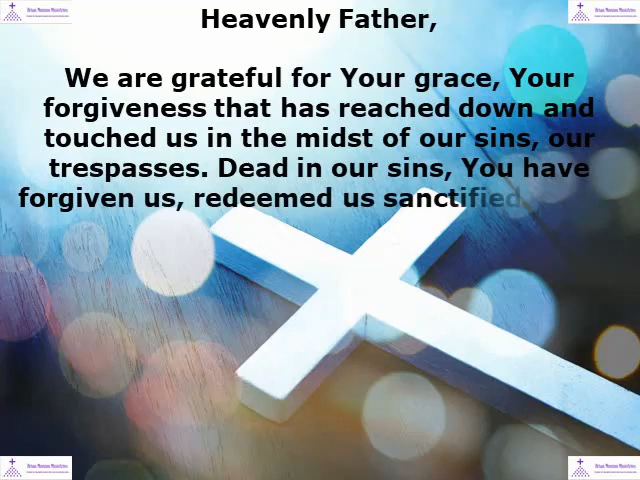 Heavenly Father,
We are grateful for Your grace, Your
forgiveness that has reached down and
touched us in the midst of our sins, our
trespasses. Dead in our sins, You have
forgiven us, redeemed us sanctified